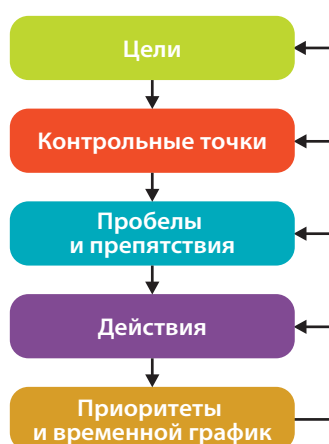 Цели
Контрольные точки
Пробелы
и препятствия
Действия
Приоритеты
и временной график